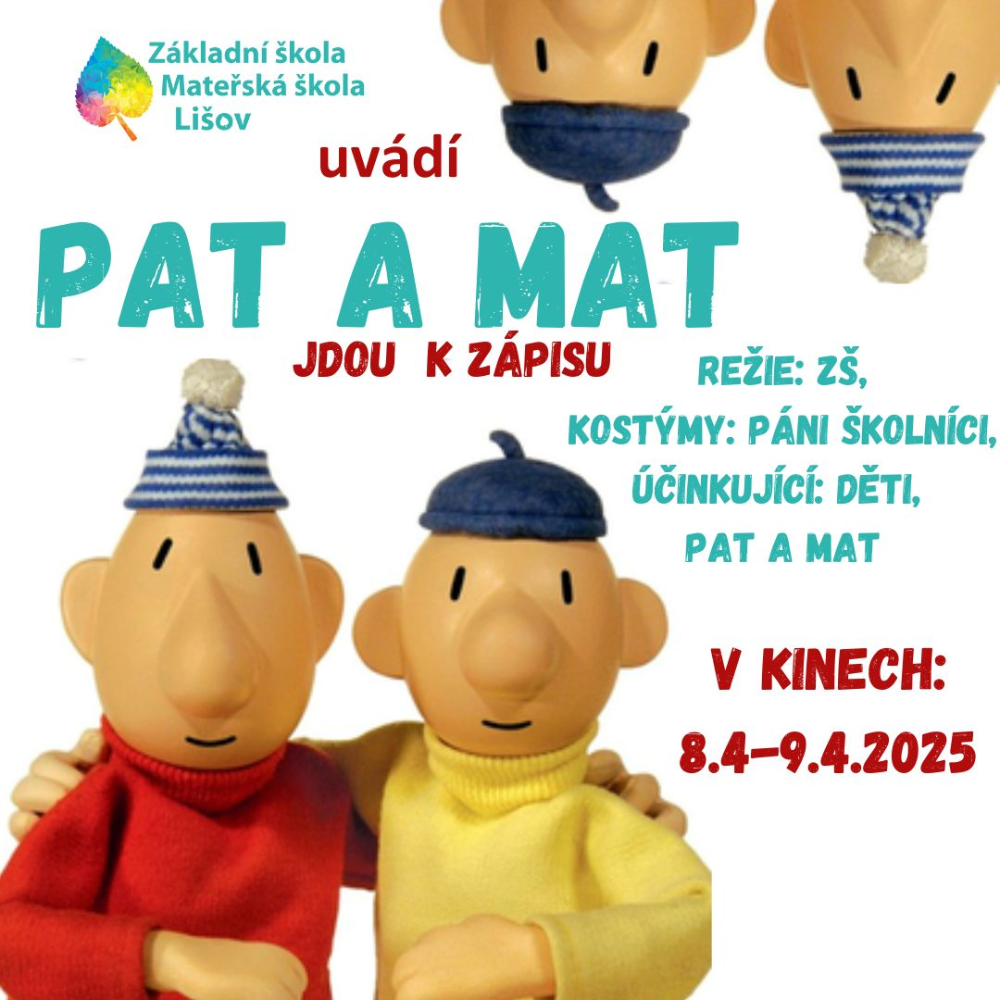 Základní škola
Mateřská škola
Lišov
uvádí
PAT A MAT
JDOU K ZÁPISU
REŽIE: ZŠ,
KOSTÝMY: PÁNI ŠKOLNÍCI,
ÚČINKUJÍCÍ: DĚTI,
PAT A MAT
V KINECH:
8.4–9.4.2025